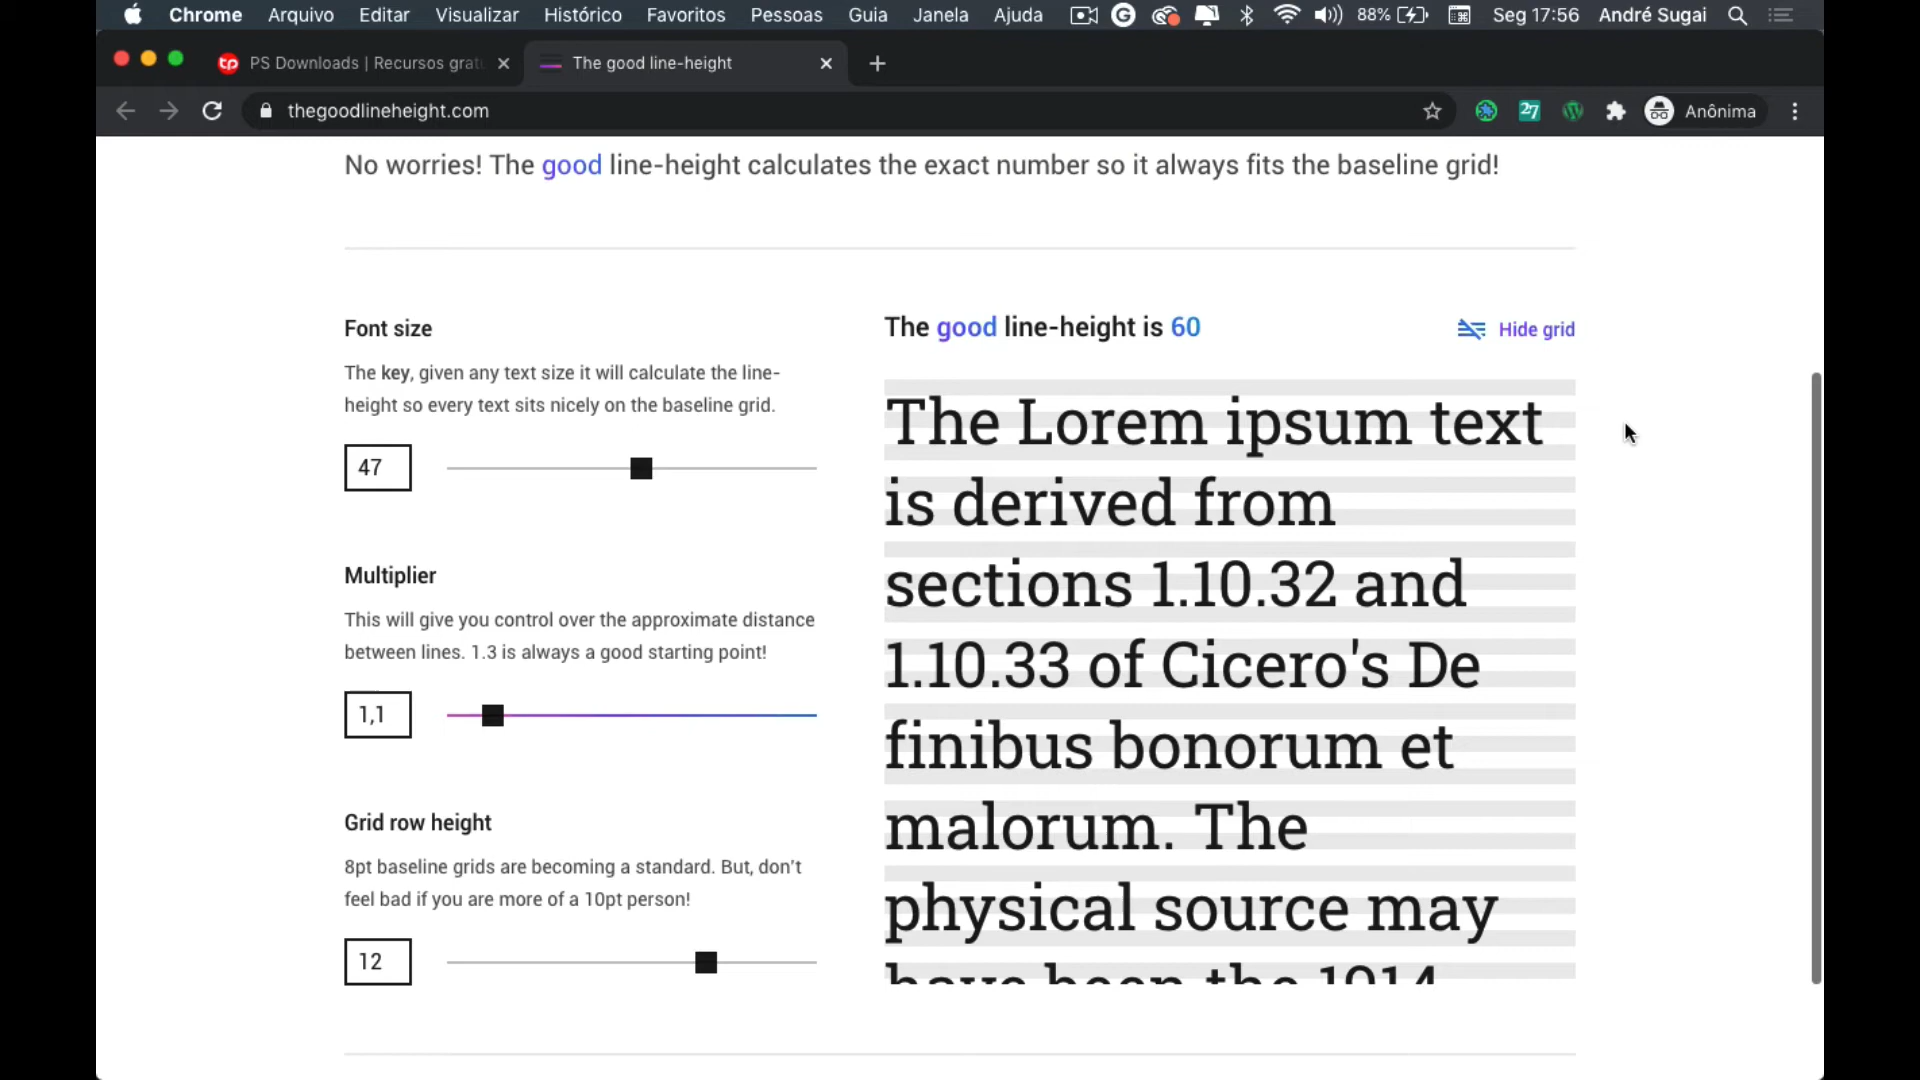 Chrome Arquivo Editar Visualizar Histórico Favoritos Pessoas Guia Janela Ajuda 88% Seg 17:56 André Sugai
tp PS Downloads | Recursos grat The good line-height
thegoodlineheight.com 27 Anônima
No worries! The good line-height calculates the exact number so it always fits the baseline grid!
Font size
The key, given any text size it will calculate the line-
height so every text sits nicely on the baseline grid.
47
Multiplier
This will give you control over the approximate distance
between lines. 1.3 is always a good starting point!
1,1
Grid row height
8pt baseline grids are becoming a standard. But, don't
feel bad if you are more of a 10pt person!
12
The good line-height is 60
Hide grid
The Lorem ipsum text
is derived from
sections 1.10.32 and
1.10.33 of Cicero's De
finibus bonorum et
malorum. The
physical source may
have been the 1914